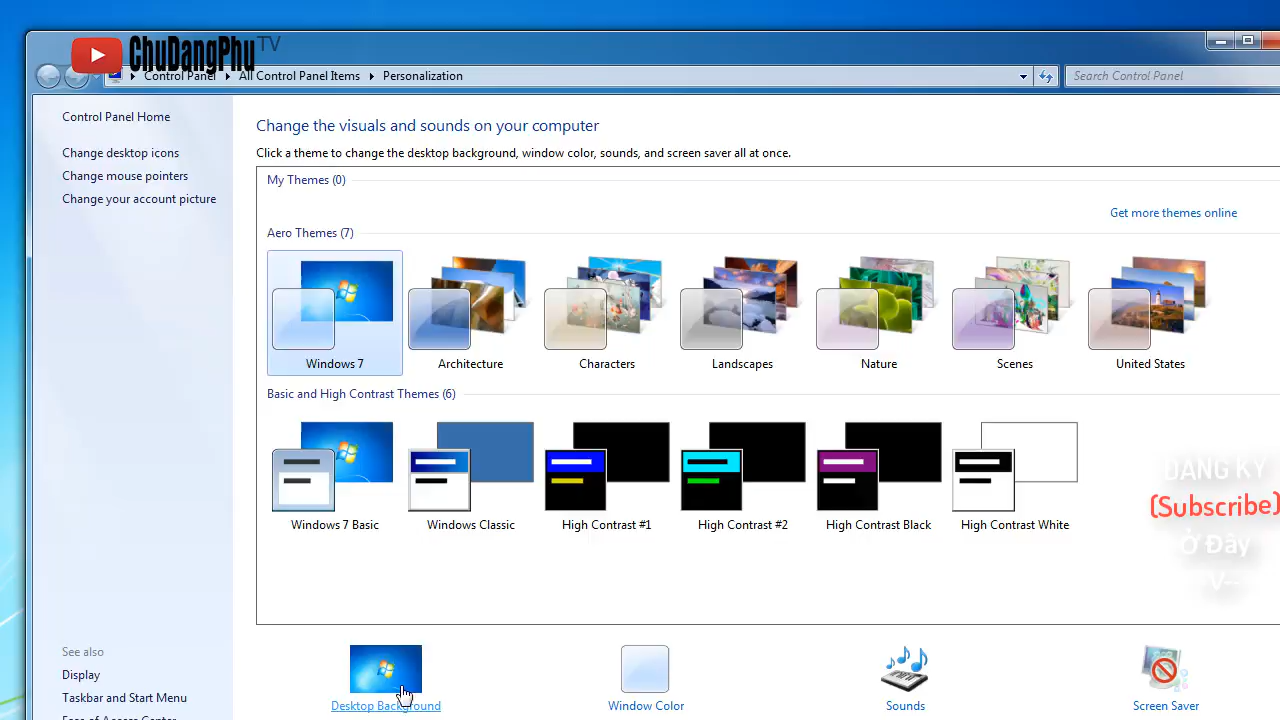 ChuDangPhu TV
Control Panel All Control Panel Items Personalization
Search Control Panel
Control Panel Home
Change desktop icons
Change mouse pointers
Change your account picture
Change the visuals and sounds on your computer
Click a theme to change the desktop background, window color, sounds, and screen saver all at once.
My Themes (0)
Get more themes online
Aero Themes (7)
Windows 7
Architecture
Characters
Landscapes
Nature
Scenes
United States
Basic and High Contrast Themes (6)
Windows 7 Basic
Windows Classic
High Contrast #1
High Contrast #2
High Contrast Black
High Contrast White
ĐĂNG KÝ
(Subscribe)
Ở Đây
V--
See also
Display
Taskbar and Start Menu
Ease of Access Center
Desktop Background
Window Color
Sounds
Screen Saver